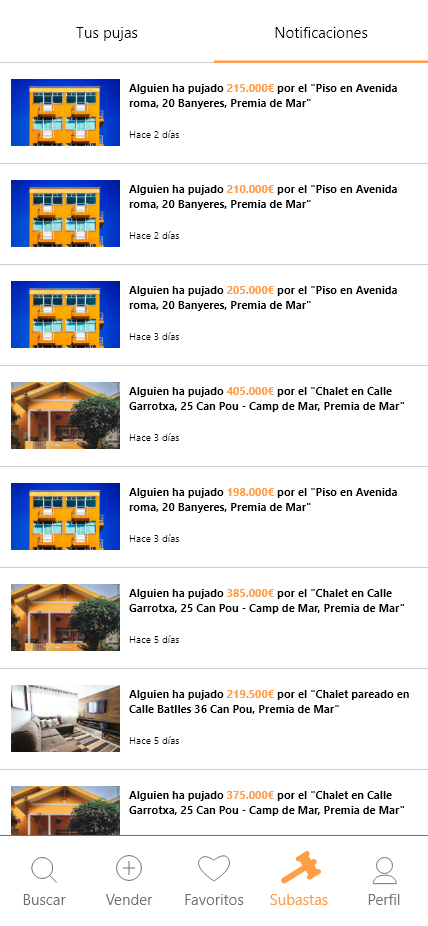 Tus pujas
Notificaciones
Alguien ha pujado 215.000€ por el "Piso en Avenida
roma, 20 Banyeres, Premia de Mar"
Hace 2 días
Alguien ha pujado 210.000€ por el "Piso en Avenida
roma, 20 Banyeres, Premia de Mar"
Hace 2 días
Alguien ha pujado 205.000€ por el "Piso en Avenida
roma, 20 Banyeres, Premia de Mar"
Hace 3 días
Alguien ha pujado 405.000€ por el "Chalet en Calle
Garrotxa, 25 Can Pou - Camp de Mar, Premia de Mar"
Hace 3 días
Alguien ha pujado 198.000€ por el "Piso en Avenida
roma, 20 Banyeres, Premia de Mar"
Hace 3 días
Alguien ha pujado 385.000€ por el "Chalet en Calle
Garrotxa, 25 Can Pou - Camp de Mar, Premia de Mar"
Hace 5 días
Alguien ha pujado 219.500€ por el "Chalet pareado en
Calle Batlles 36 Can Pou, Premia de Mar"
Hace 5 días
Alguien ha pujado 375.000€ por el "Chalet en Calle
Garrotxa, 25 Can Pou - Camp de Mar, Premia de Mar"
Buscar
Vender
Favoritos
Subastas
Perfil